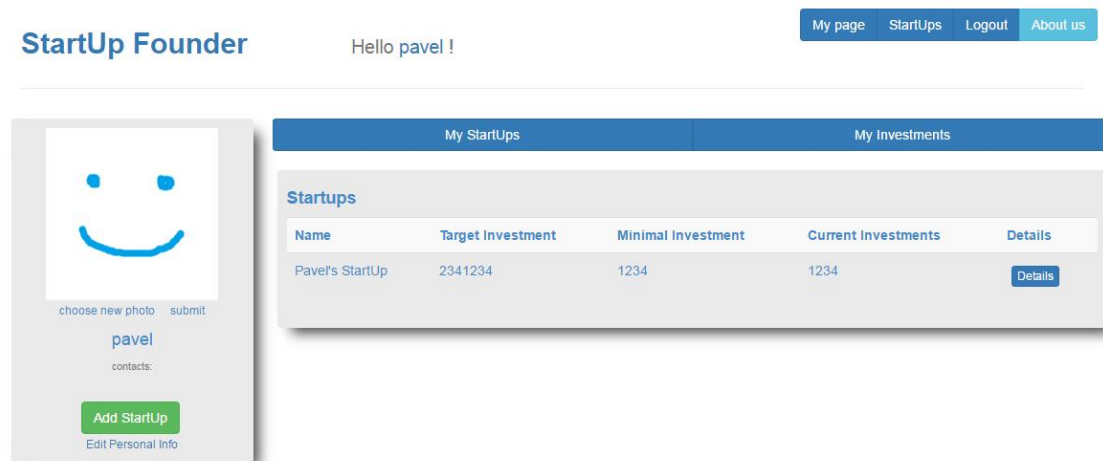 StartUp Founder
Hello pavel !
My page StartUps Logout About us
My StartUps My Investments
Startups
Name Target Investment Minimal Investment Current Investments Details
Pavel's StartUp 2341234 1234 1234 Details
choose new photo submit
pavel
contacts:
Add StartUp
Edit Personal Info